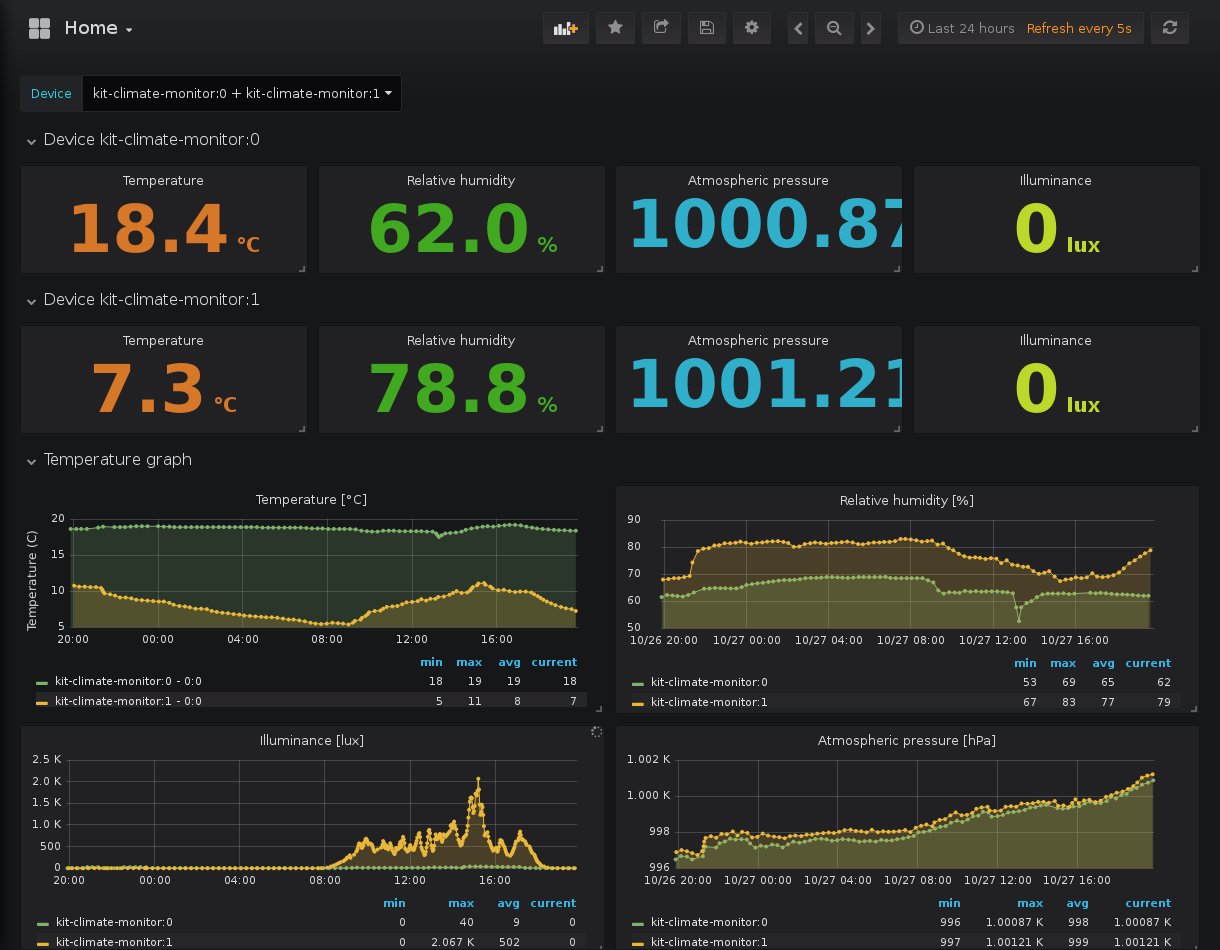 Home
Last 24 hours Refresh every 5s
Device kit-climate-monitor:0 + kit-climate-monitor:1
Device kit-climate-monitor:0
Temperature Relative humidity Atmospheric pressure Illuminance
18.4 °C 62.0 % 1000.87 0 lux
Device kit-climate-monitor:1
Temperature Relative humidity Atmospheric pressure Illuminance
7.3 °C 78.8 % 1001.21 0 lux
Temperature graph
Temperature [°C]
Temperature (C)
20
15
10
5
20:00 00:00 04:00 08:00 12:00 16:00
min max avg current
kit-climate-monitor:0 - 0:0 18 19 19 18
kit-climate-monitor:1 - 0:0 5 11 8 7
Relative humidity [%]
90
80
70
60
50
10/26 20:00 10/27 00:00 10/27 04:00 10/27 08:00 10/27 12:00 10/27 16:00
min max avg current
kit-climate-monitor:0 53 69 65 62
kit-climate-monitor:1 67 83 77 79
Illuminance [lux]
2.5 K
2.0 K
1.5 K
1.0 K
500
0
20:00 00:00 04:00 08:00 12:00 16:00
min max avg current
kit-climate-monitor:0 0 40 9 0
kit-climate-monitor:1 0 2.067 K 502 0
Atmospheric pressure [hPa]
1.002 K
1.000 K
998
996
10/26 20:00 10/27 00:00 10/27 04:00 10/27 08:00 10/27 12:00 10/27 16:00
min max avg current
kit-climate-monitor:0 996 1.00087 K 998 1.00087 K
kit-climate-monitor:1 997 1.00121 K 999 1.00121 K